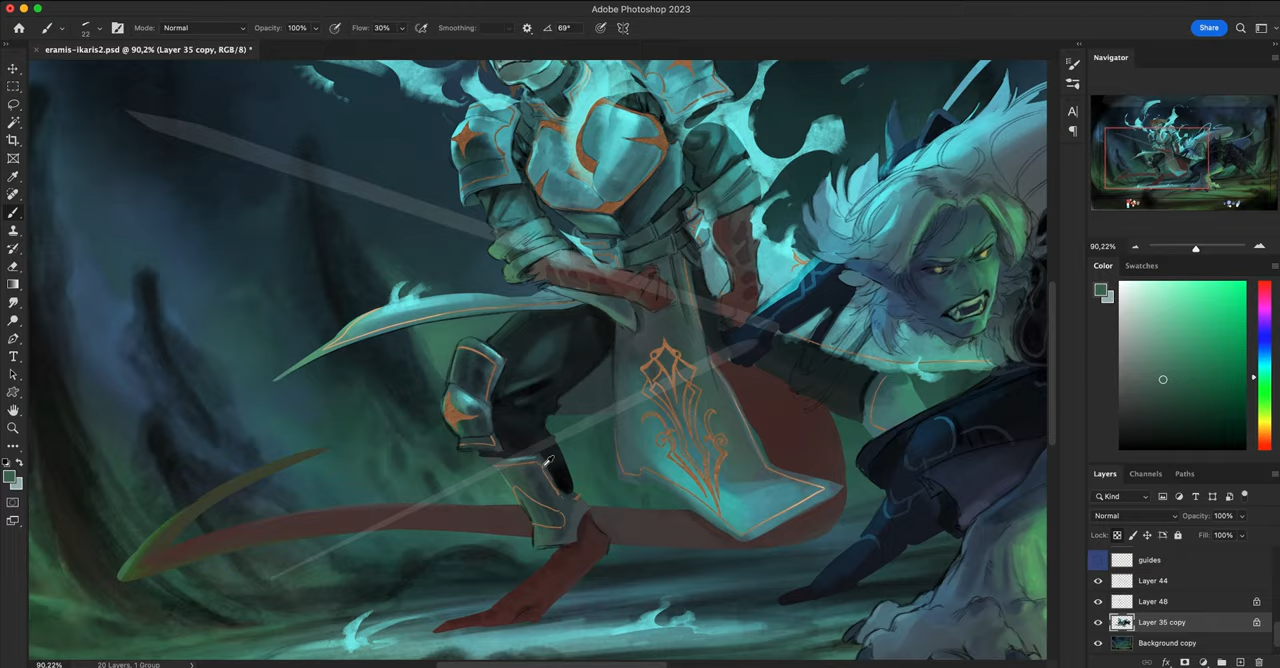 Adobe Photoshop 2023
22 Mode: Normal Opacity: 100% Flow: 30% Smoothing: 69° Share
eramis-ikaris2.psd @ 90,2% (Layer 35 copy, RGB/8) *
Navigator
90,22%
Color Swatches
Layers Channels Paths
Kind
Normal Opacity: 100%
Lock: Fill: 100%
guides
Layer 44
Layer 48
Layer 35 copy
Background copy
90,22% 20 Layers, 1 Group